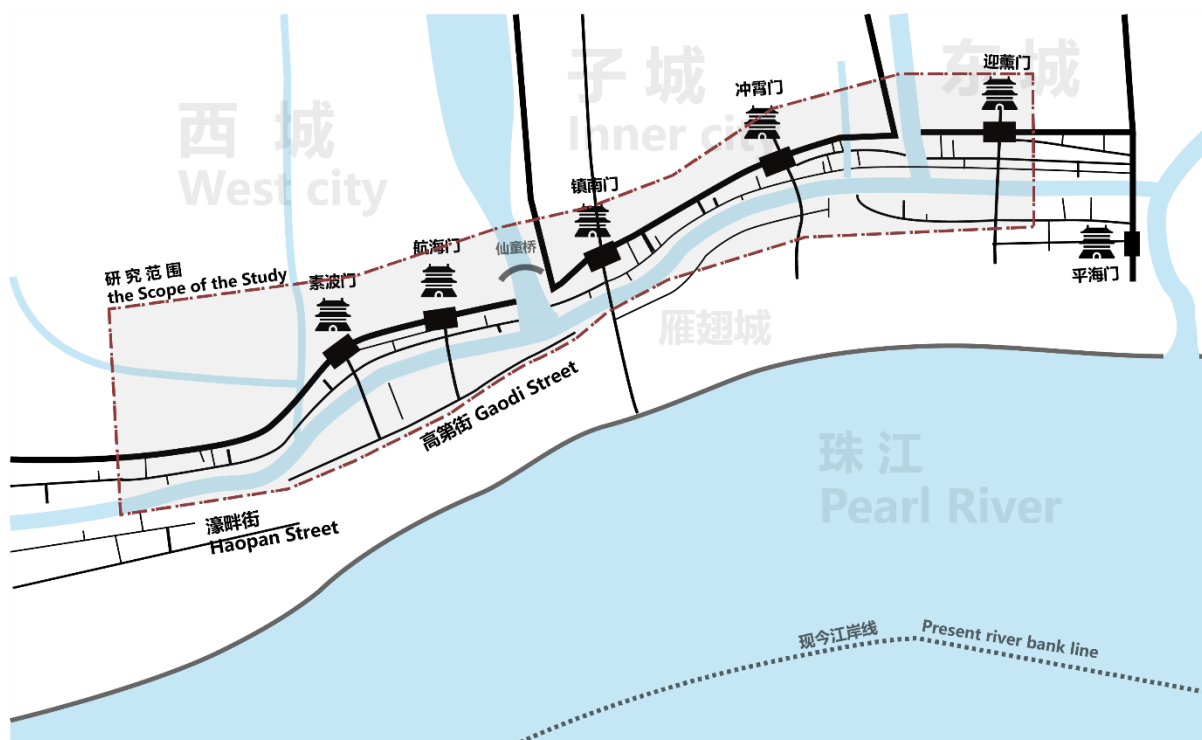 西 城
West city
子 城
Inner city
东 城
迎薰门
冲霄门
镇南门
仙童桥
航海门
素波门
研 究 范 围
the Scope of the Study
平海门
雁翅城
高第街 Gaodi Street
濠畔街
Haopan Street
珠 江
Pearl River
现今江岸线
Present river bank line